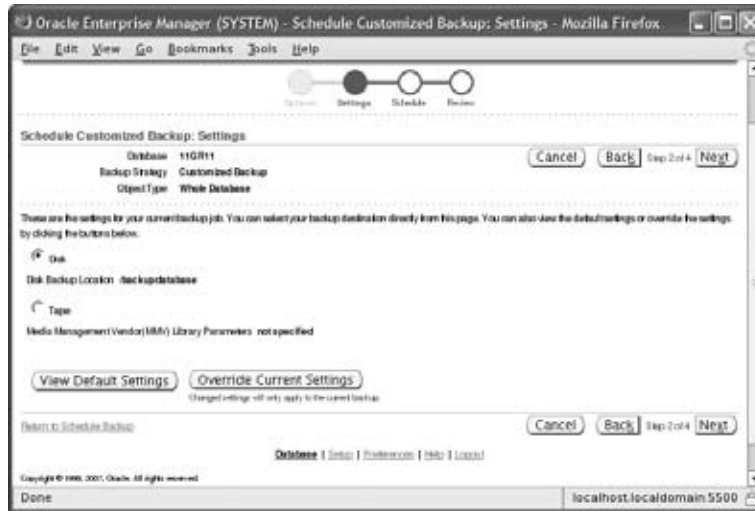 Oracle Enterprise Manager (SYSTEM) - Schedule Customized Backup: Settings - Mozilla Firefox
File Edit View Go Bookmarks Tools Help
Options Settings Schedule Review
Schedule Customized Backup: Settings
Database 11GR11
Cancel Back Step 2 of 4 Next
Backup Strategy Customized Backup
Object Type Whole Database
These are the settings for your current backup job. You can select your backup destination directly from this page. You can also view the default settings or override the settings
by clicking the buttons below.
Disk
Disk Backup Location /backup/database
Tape
Media Management Vendor(MMV) Library Parameters not specified
View Default Settings Override Current Settings
Changed settings will only apply to the current backup.
Return to Schedule Backup
Cancel Back Step 2 of 4 Next
Database | Setup | Preferences | Help | Logout
Copyright © 1996, 2007, Oracle. All rights reserved.
Done
localhost.localdomain:5500